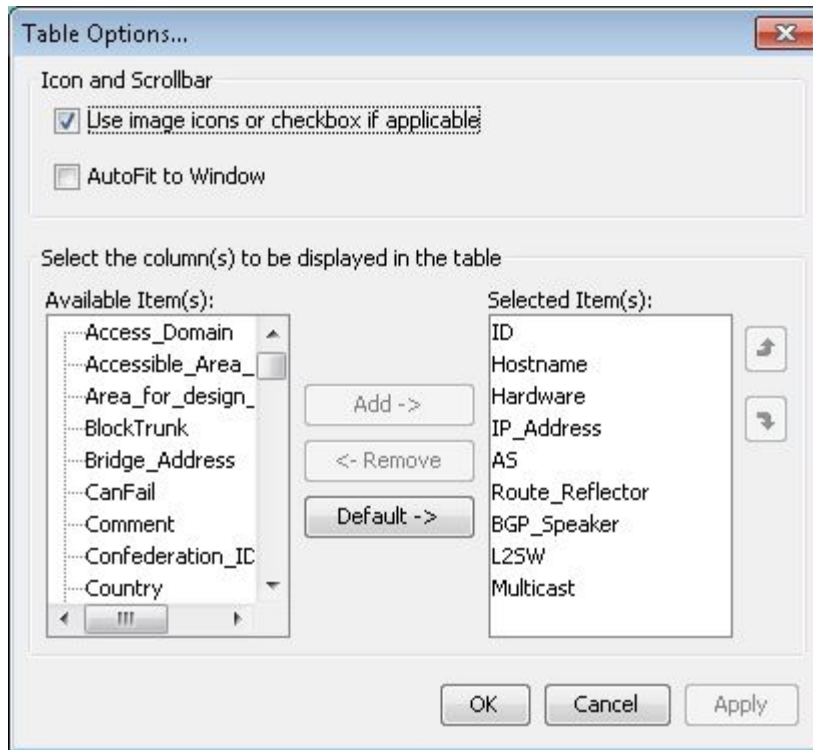 Table Options...
Icon and Scrollbar
Use image icons or checkbox if applicable
AutoFit to Window
Select the column(s) to be displayed in the table
Available Item(s):
Access_Domain
Accessible_Area_
Area_for_design_
BlockTrunk
Bridge_Address
CanFail
Comment
Confederation_ID
Country
Add ->
<- Remove
Default ->
Selected Item(s):
ID
Hostname
Hardware
IP_Address
AS
Route_Reflector
BGP_Speaker
L2SW
Multicast
OK
Cancel
Apply